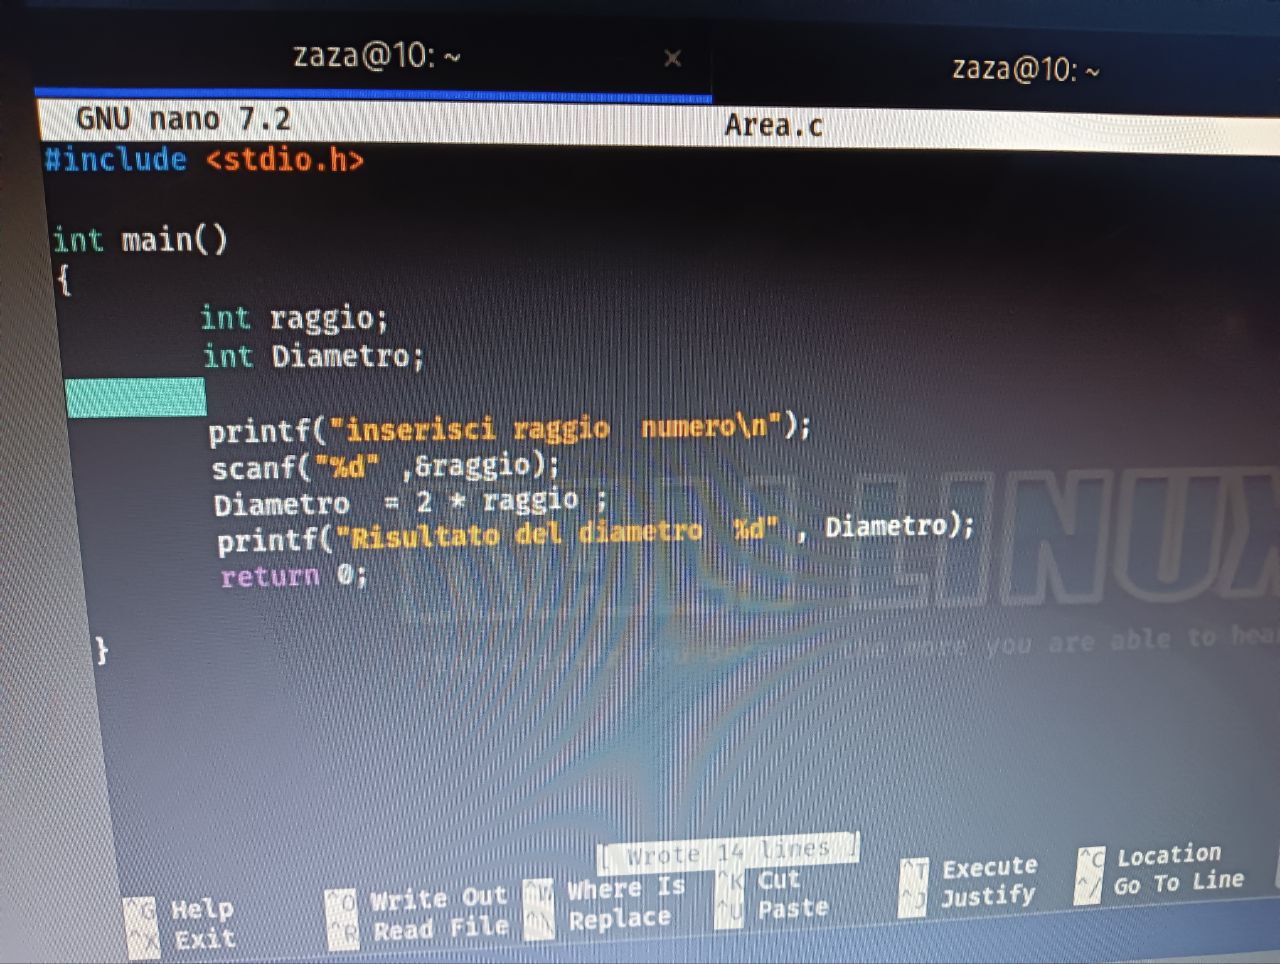 zaza@10: ~ × zaza@10: ~
GNU nano 7.2 Area.c
#include <stdio.h>
int main()
{
int raggio;
int Diametro;
printf("inserisci raggio  numero\n");
scanf("%d" ,&raggio);
Diametro  = 2 * raggio ;
printf("Risultato del diametro  %d" , Diametro);
return 0;
}
LINUX
the more you are able to hea
[ Wrote 14 lines ]
^G Help ^O Write Out ^W Where Is ^K Cut ^T Execute ^C Location
^X Exit ^R Read File ^\ Replace ^U Paste ^J Justify ^/ Go To Line